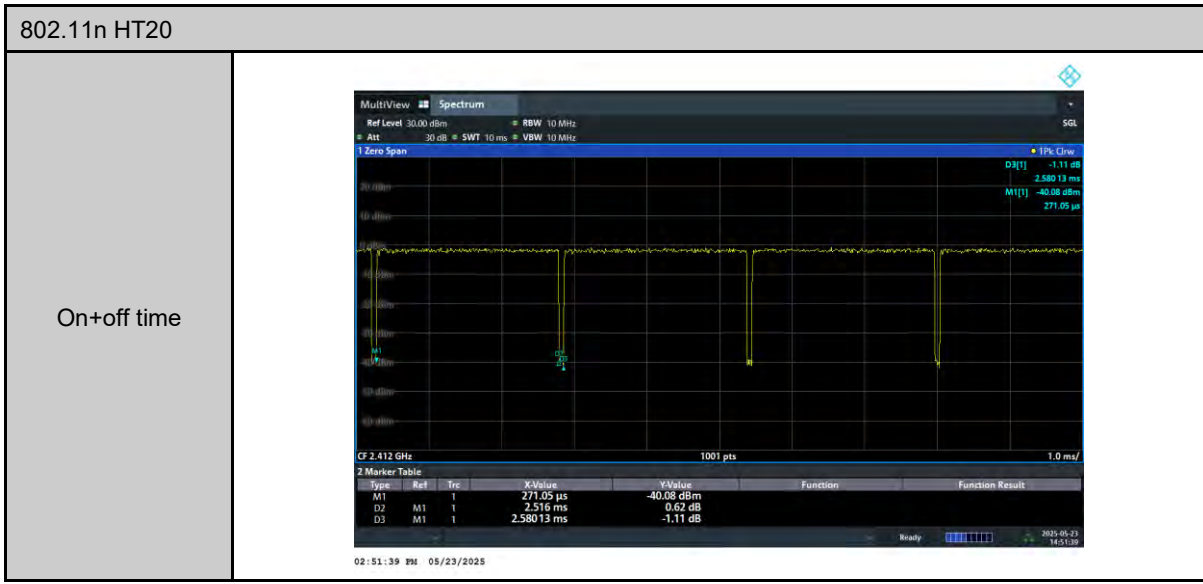 802.11n HT20
On+off time
MultiView Spectrum
Ref Level 30.00 dBm RBW 10 MHz SGL
Att 30 dB SWT 10 ms VBW 10 MHz
1 Zero Span 1Pk Clrw
D3[1] -1.11 dB
2.58013 ms
M1[1] -40.08 dBm
271.05 µs
M1
CF 2.412 GHz 1001 pts 1.0 ms/
2 Marker Table
Type Ref Trc X-Value Y-Value Function Function Result
M1 1 271.05 µs -40.08 dBm
D2 M1 1 2.516 ms 0.62 dB
D3 M1 1 2.58013 ms -1.11 dB
Ready 2025-05-23
14:51:39
02:51:39 PM 05/23/2025